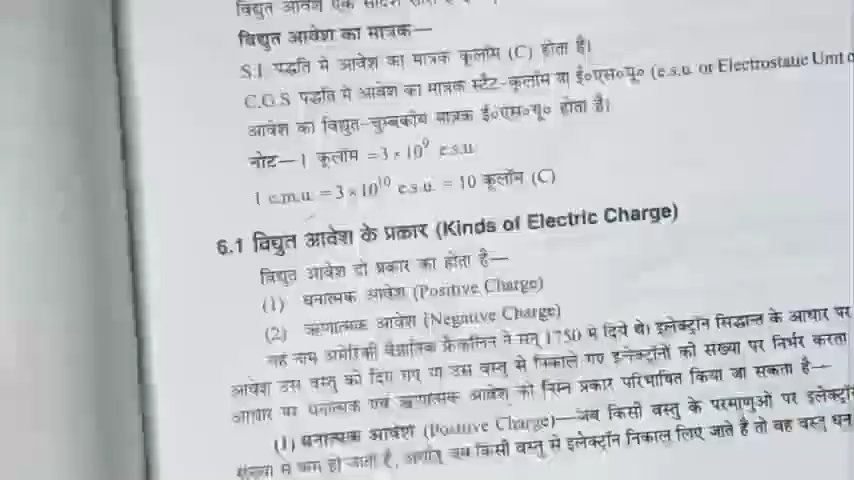 विद्युत आवेश एक
विद्युत आवेश का मात्रक—
S.I. पद्धति में आवेश का मात्रक कूलॉम (C) होता है।
C.G.S पद्धति में आवेश का मात्रक स्टैट-कूलॉम या ई०एस०यू० (e.s.u. or Electrostatic Unit o
आवेश का विद्युत-चुम्बकीय मात्रक ई०एम०यू० होता है।
नोट—1 कूलॉम = 3 × 10⁹ e.s.u
1 e.m.u = 3 × 10¹⁰ e.s.u. = 10 कूलॉम (C)
6.1 विद्युत आवेश के प्रकार (Kinds of Electric Charge)
विद्युत आवेश दो प्रकार का होता है—
(1) धनात्मक आवेश (Positive Charge)
(2) ऋणात्मक आवेश (Negative Charge)
यह नाम अमेरिकी वैज्ञानिक फ्रैंकलिन ने सन् 1750 में दिये थे। इलेक्ट्रॉन सिद्धान्त के आधार पर
आवेश उस वस्तु को दिए गए या उस वस्तु से निकाले गए इलेक्ट्रॉनों की संख्या पर निर्भर करता
आधार पर धनात्मक एवं ऋणात्मक आवेश को निम्न प्रकार परिभाषित किया जा सकता है—
(1) धनात्मक आवेश (Positive Charge)—जब किसी वस्तु के परमाणुओं पर इलेक्ट्रॉ
संख्या में कम हो जाती है, अर्थात् जब किसी वस्तु से इलेक्ट्रॉन निकाल लिए जाते हैं तो वह वस्तु धन